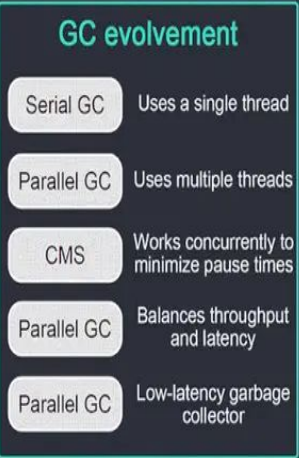 GC evolvement
Serial GC
Uses a single thread
Parallel GC
Uses multiple threads
CMS
Works concurrently to
minimize pause times
Parallel GC
Balances throughput
and latency
Parallel GC
Low-latency garbage
collector